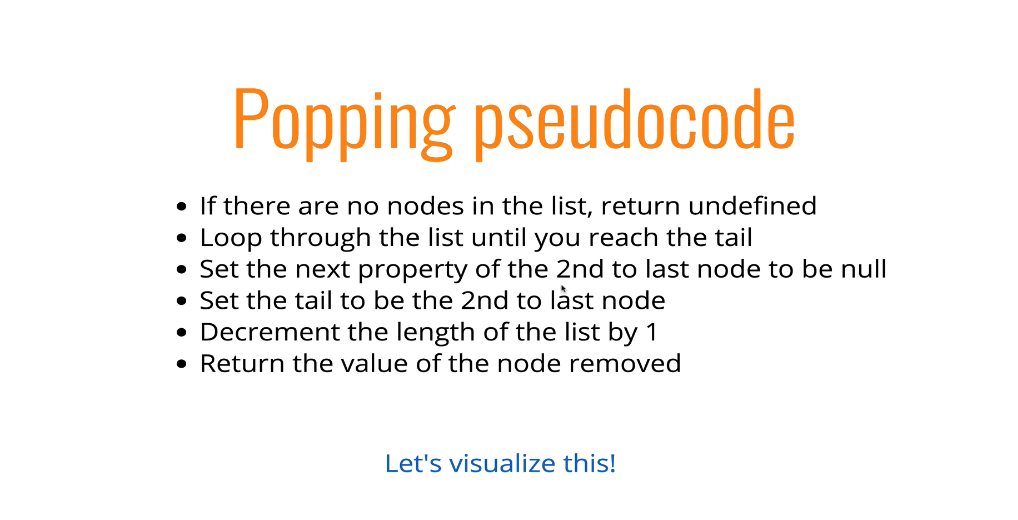 Popping pseudocode
If there are no nodes in the list, return undefined
Loop through the list until you reach the tail
Set the next property of the 2nd to last node to be null
Set the tail to be the 2nd to last node
Decrement the length of the list by 1
Return the value of the node removed
Let's visualize this!